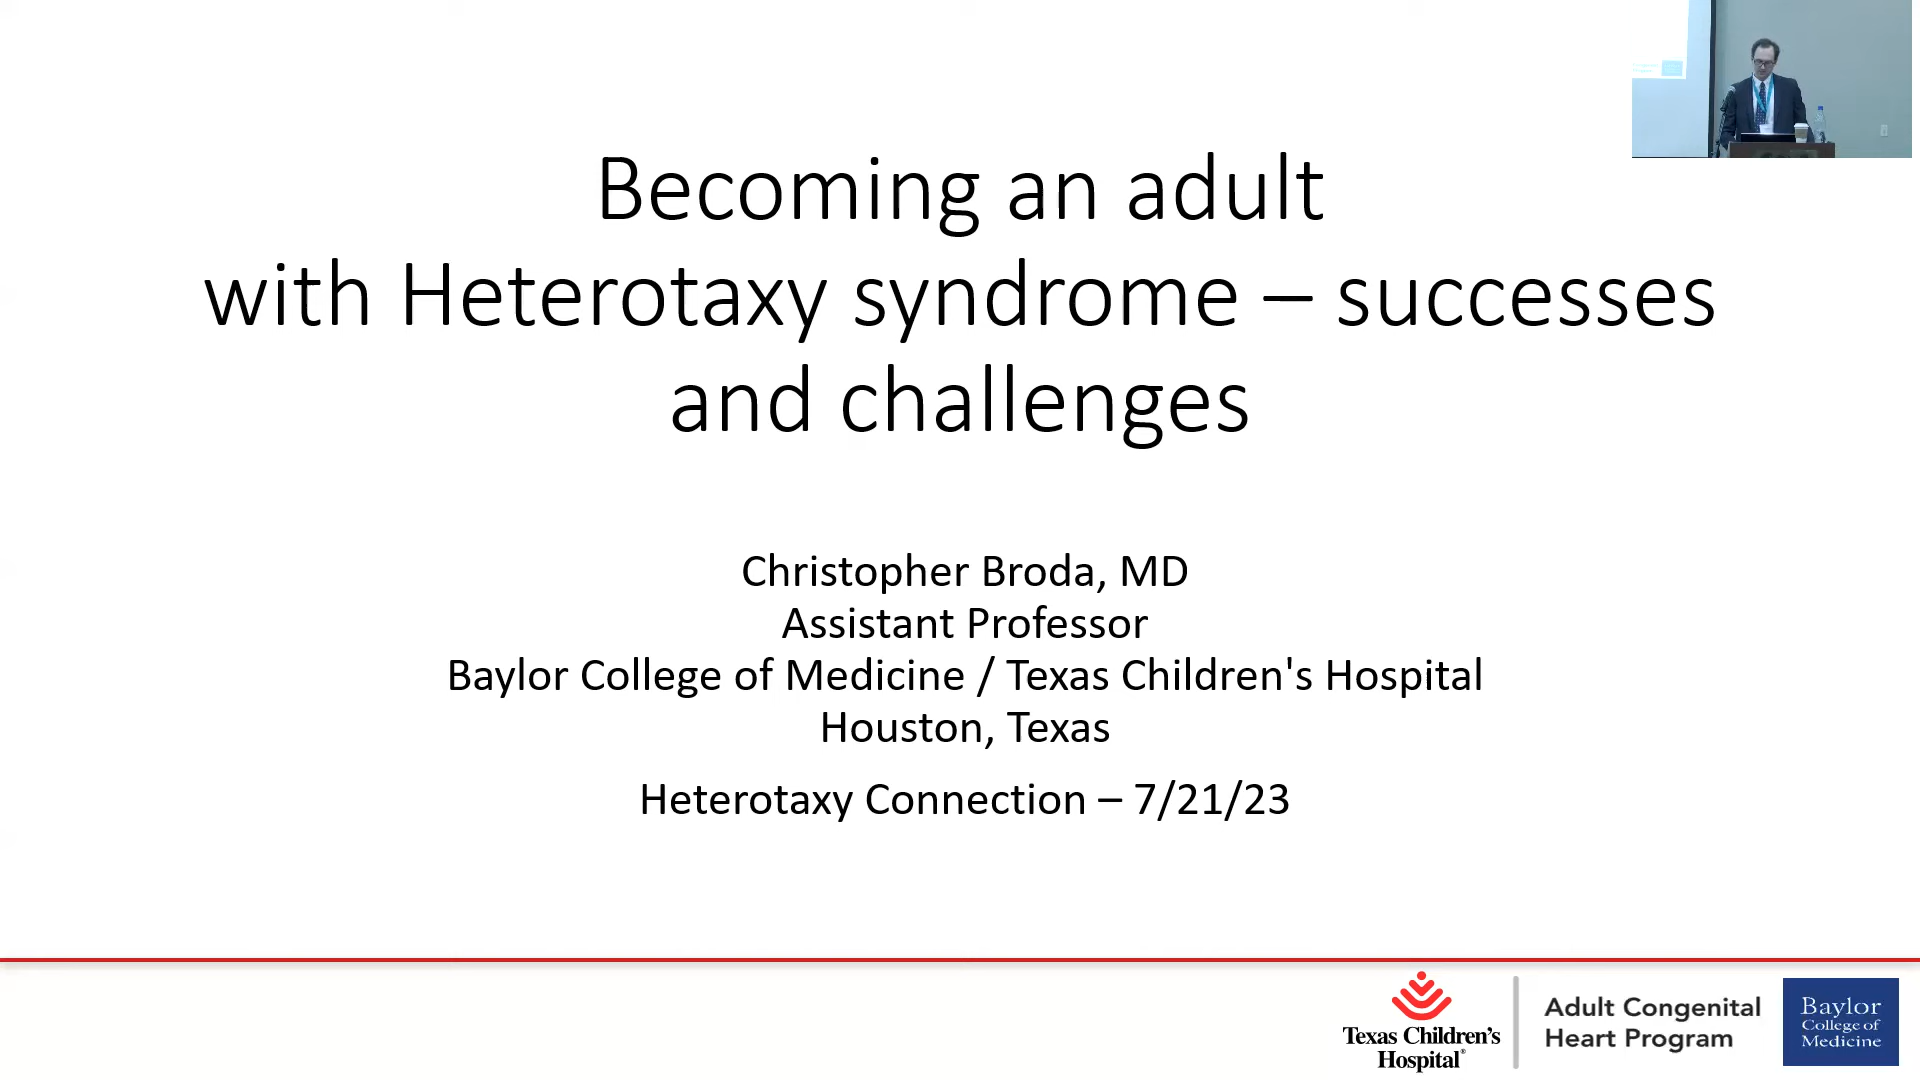 Becoming an adult
with Heterotaxy syndrome – successes
and challenges
Christopher Broda, MD
Assistant Professor
Baylor College of Medicine / Texas Children's Hospital
Houston, Texas
Heterotaxy Connection – 7/21/23
Texas Children's
Hospital®
Adult Congenital
Heart Program
Baylor
College of
Medicine